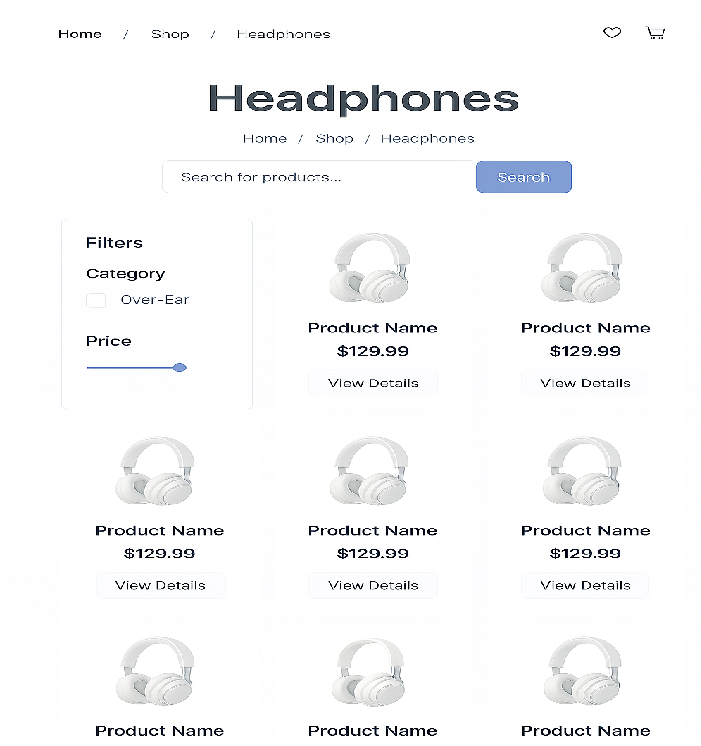 Home / Shop / Headphones
Headphones
Home / Shop / Headphones
Search for products... Search
Filters
Category
Over-Ear
Price
Product Name Product Name
$129.99 $129.99
View Details View Details
Product Name Product Name Product Name
$129.99 $129.99 $129.99
View Details View Details View Details
Product Name Product Name Product Name